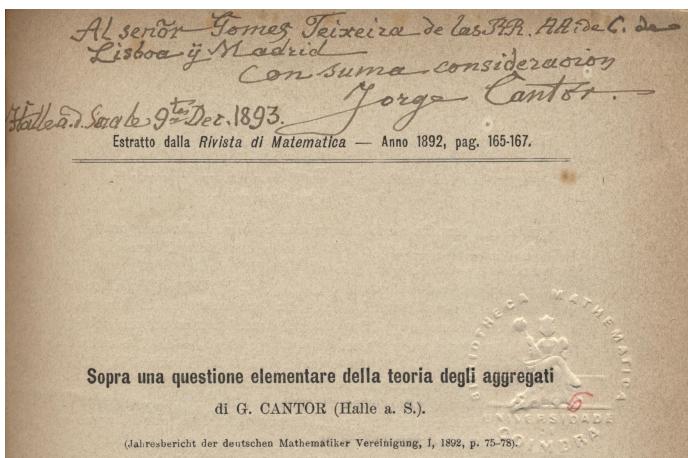 Al señor Gomes Teixeira de las RR. AA. de C. de
Lisboa ÿ Madrid
con suma consideracion
Jorge Cantor.
Halle a.d. Saale 9ter Dec. 1893.
Estratto dalla Rivista di Matematica — Anno 1892, pag. 165-167.
BIBLIOTHECA MATHEMATICA
Sopra una questione elementare della teoria degli aggregati
di G. CANTOR (Halle a. S.).
6
UNIVERSIDADE
COIMBRA
(Jahresbericht der deutschen Mathematiker Vereinigung, I, 1892, p. 75-78).